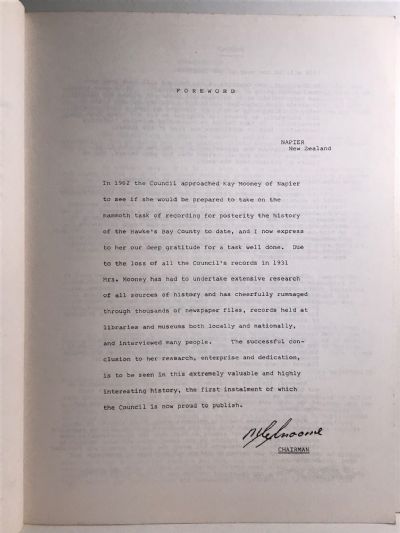 FOREWORD
NAPIER
New Zealand
In 1962 the Council approached Kay Mooney of Napier
to see if she would be prepared to take on the
mammoth task of recording for posterity the history
of the Hawke's Bay County to date, and I now express
to her our deep gratitude for a task well done. Due
to the loss of all the Council's records in 1931
Mrs. Mooney has had to undertake extensive research
of all sources of history and has cheerfully rummaged
through thousands of newspaper files, records held at
libraries and museums both locally and nationally,
and interviewed many people. The successful con-
clusion to her research, enterprise and dedication,
is to be seen in this extremely valuable and highly
interesting history, the first instalment of which
the Council is now proud to publish.
CHAIRMAN